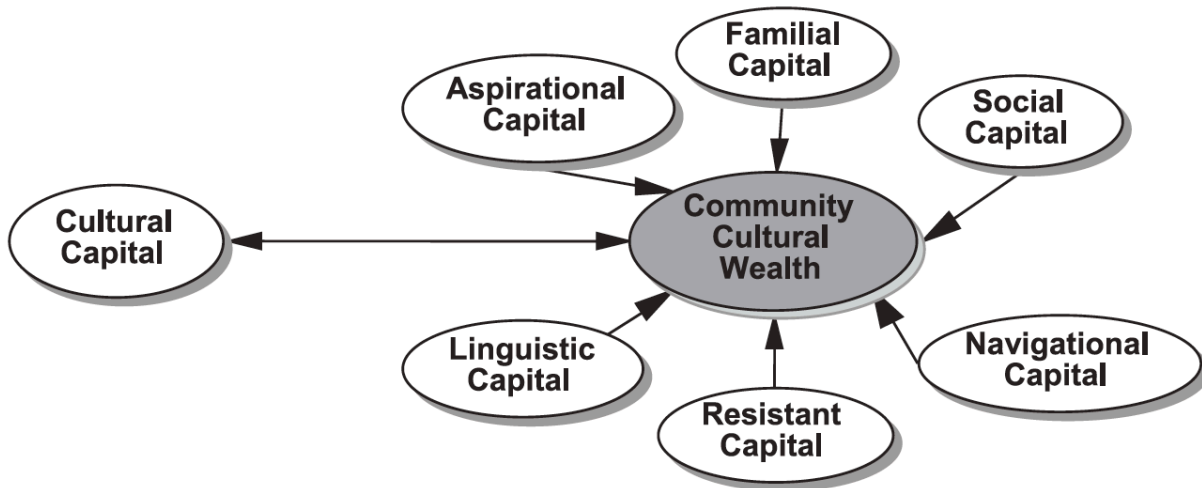 Familial
Capital
Aspirational
Capital
Social
Capital
Cultural
Capital
Community
Cultural
Wealth
Linguistic
Capital
Resistant
Capital
Navigational
Capital